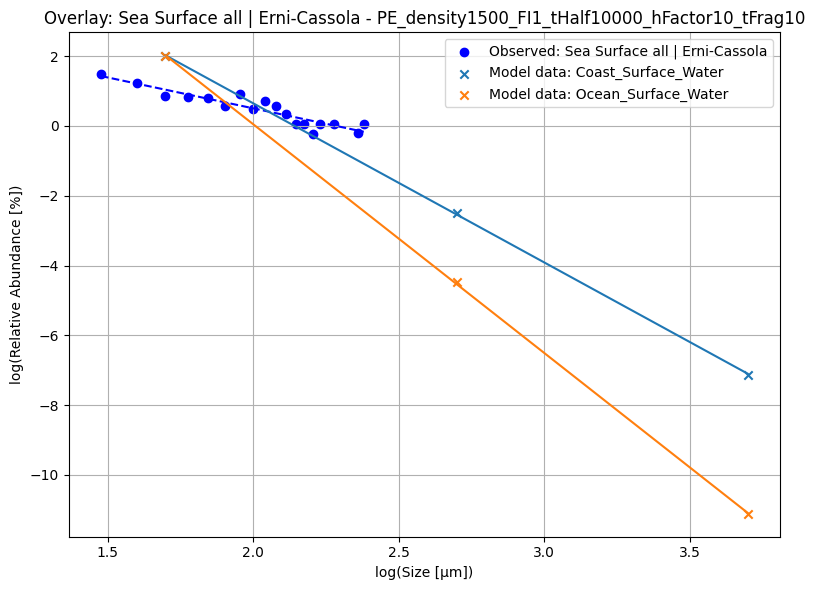 Overlay: Sea Surface all | Erni-Cassola - PE_density1500_FI1_tHalf10000_hFactor10_tFrag10
Observed: Sea Surface all | Erni-Cassola
Model data: Coast_Surface_Water
Model data: Ocean_Surface_Water
log(Relative Abundance [%])
2
0
−2
−4
−6
−8
−10
1.5 2.0 2.5 3.0 3.5
log(Size [μm])